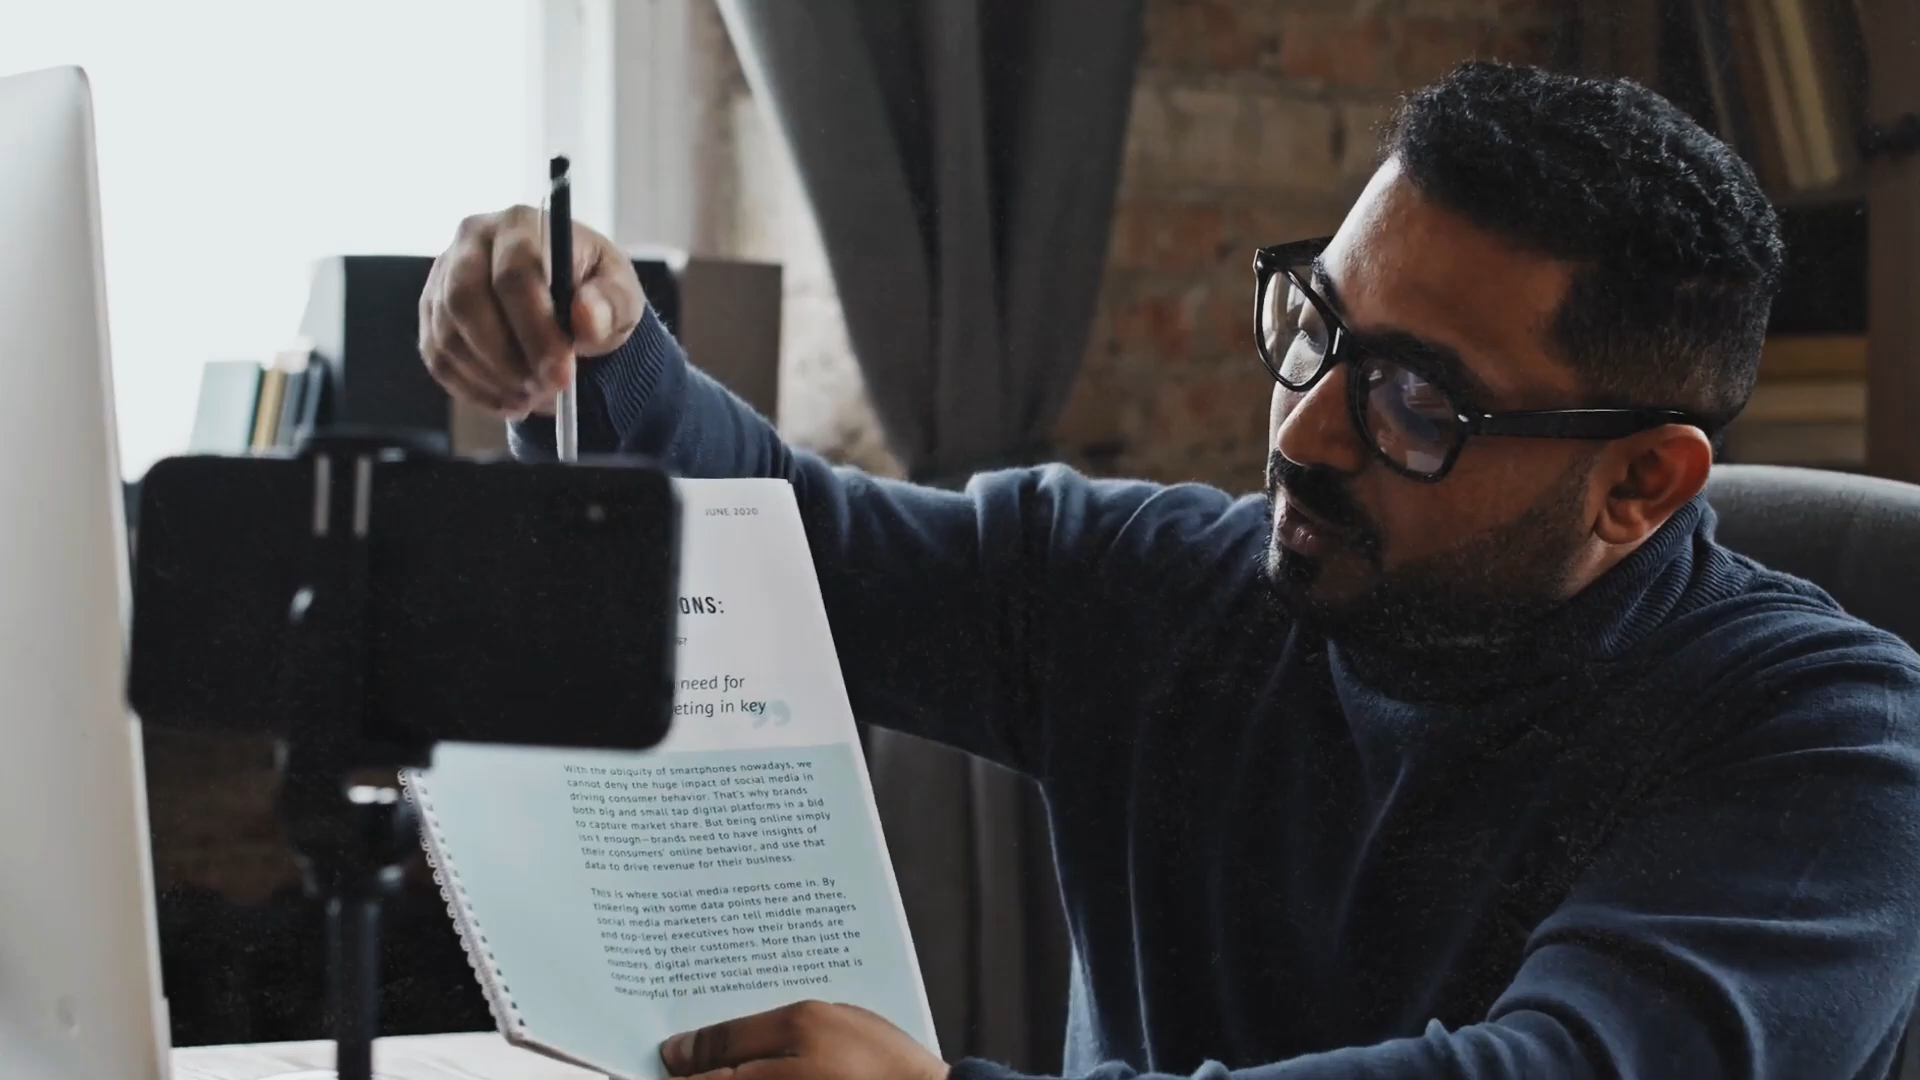 JUNE 2020
ONS:
need for
eting in key
With the ubiquity of smartphones nowadays, we
cannot deny the huge impact of social media in
driving consumer behavior. That's why brands
both big and small tap digital platforms in a bid
to capture market share. But being online simply
isn't enough—brands need to have insights of
their consumers' online behavior, and use that
data to drive revenue for their business.
This is where social media reports come in. By
tinkering with some data points here and there,
social media marketers can tell middle managers
and top-level executives how their brands are
perceived by their customers. More than just the
numbers, digital marketers must also create a
concise yet effective social media report that is
meaningful for all stakeholders involved.